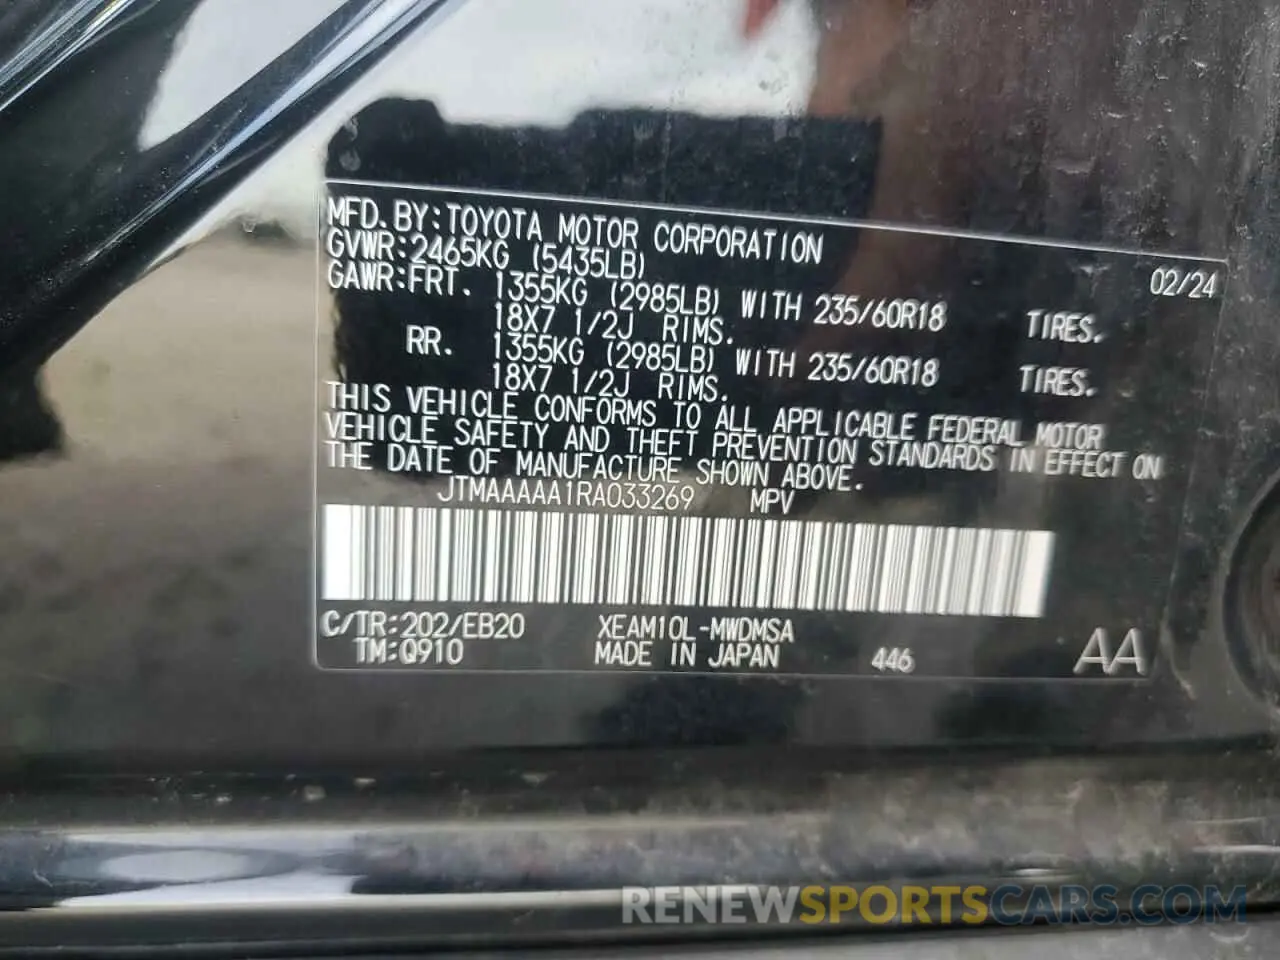 MFD.BY:TOYOTA MOTOR CORPORATION 02/24
GVWR:2465KG (5435LB)
GAWR:FRT. 1355KG (2985LB) WITH 235/60R18 TIRES.
18X7 1/2J RIMS.
RR. 1355KG (2985LB) WITH 235/60R18 TIRES.
18X7 1/2J RIMS.
THIS VEHICLE CONFORMS TO ALL APPLICABLE FEDERAL MOTOR
VEHICLE SAFETY AND THEFT PREVENTION STANDARDS IN EFFECT ON
THE DATE OF MANUFACTURE SHOWN ABOVE.
JTMAAAAA1RA033269 MPV
C/TR:202/EB20 XEAM10L-MWDMSA
TM:Q910 MADE IN JAPAN 446 AA
RENEWSPORTSCARS.COM